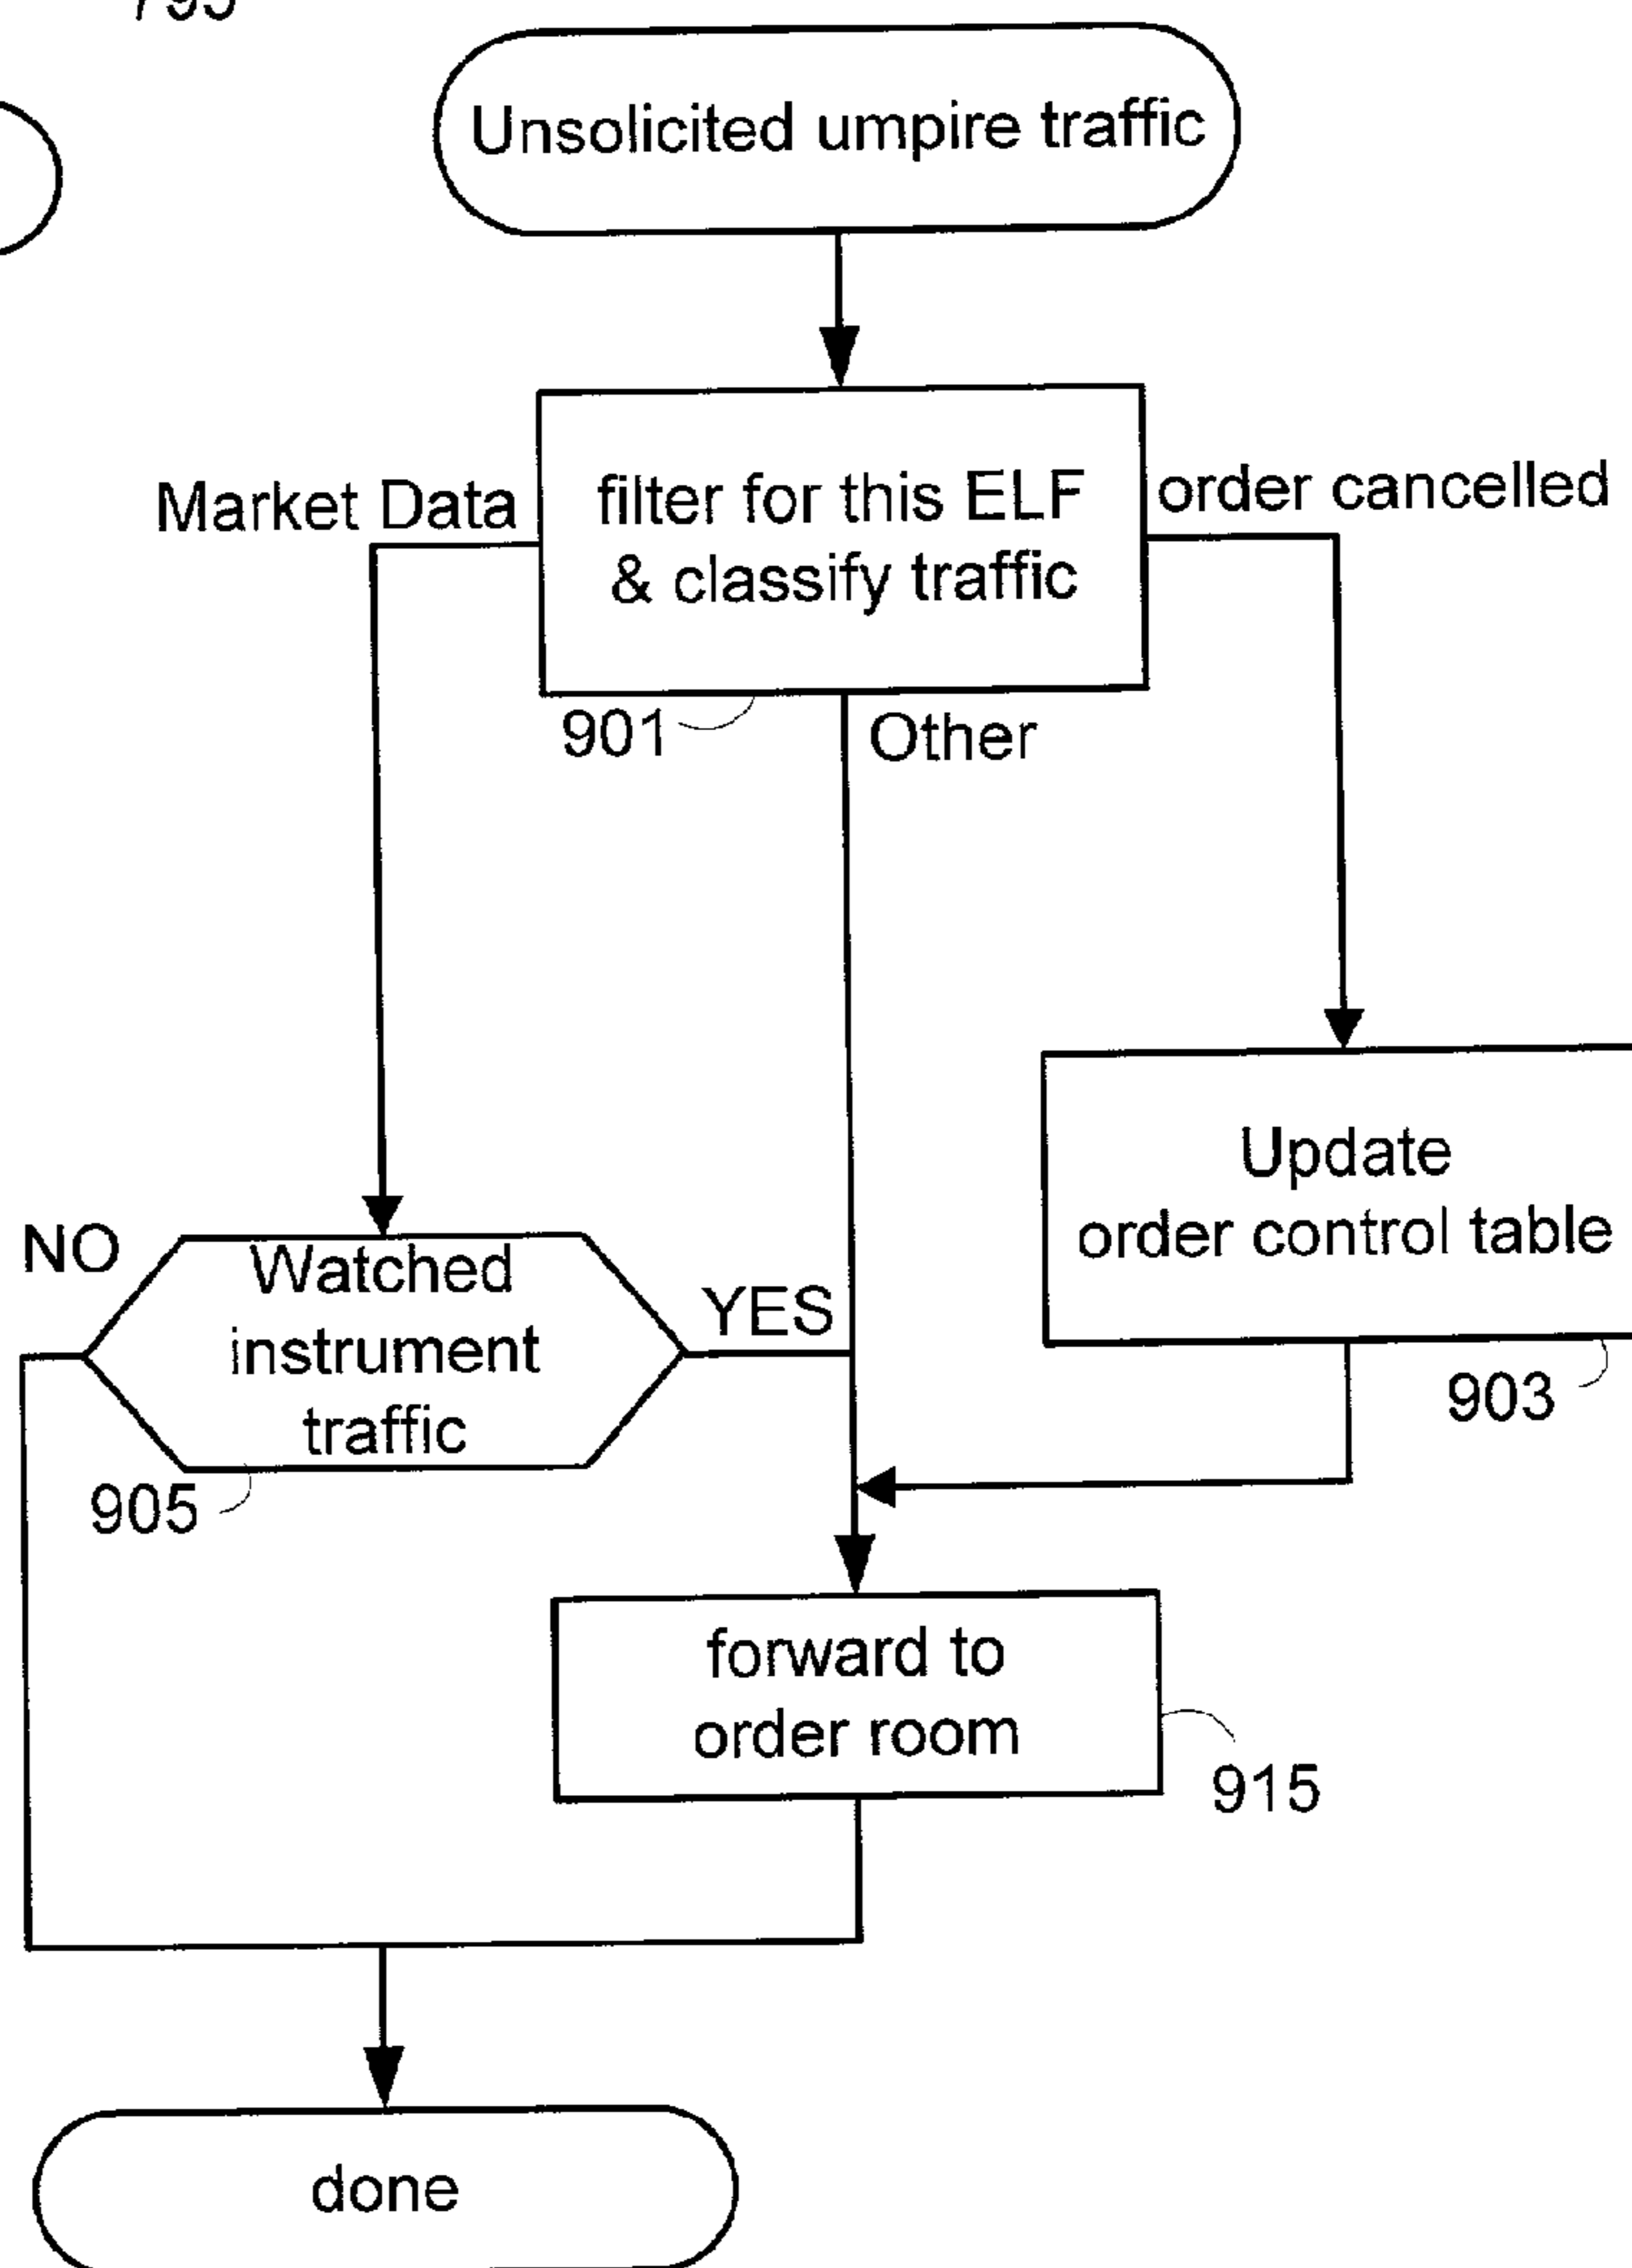 Unsolicited umpire traffic
Market Data
filter for this ELF
& classify traffic
order cancelled
901
Other
Update
order control table
NO
Watched
instrument
traffic
YES
903
905
forward to
order room
915
done